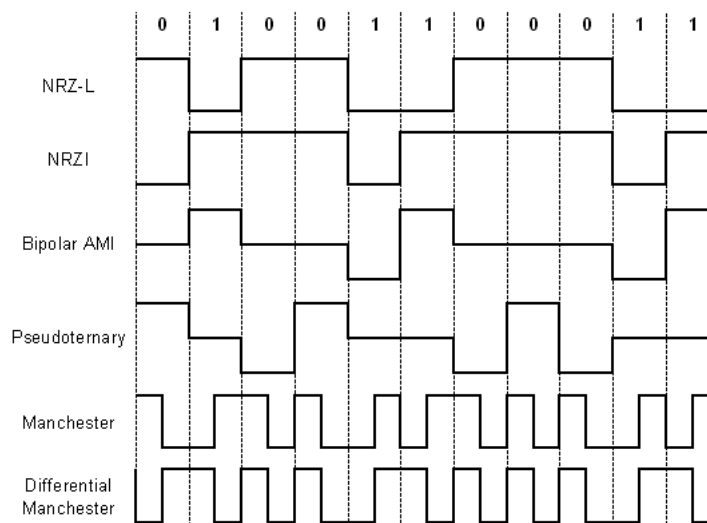 0 1 0 0 1 1 0 0 0 1 1
NRZ-L
NRZI
Bipolar AMI
Pseudoternary
Manchester
Differential
Manchester